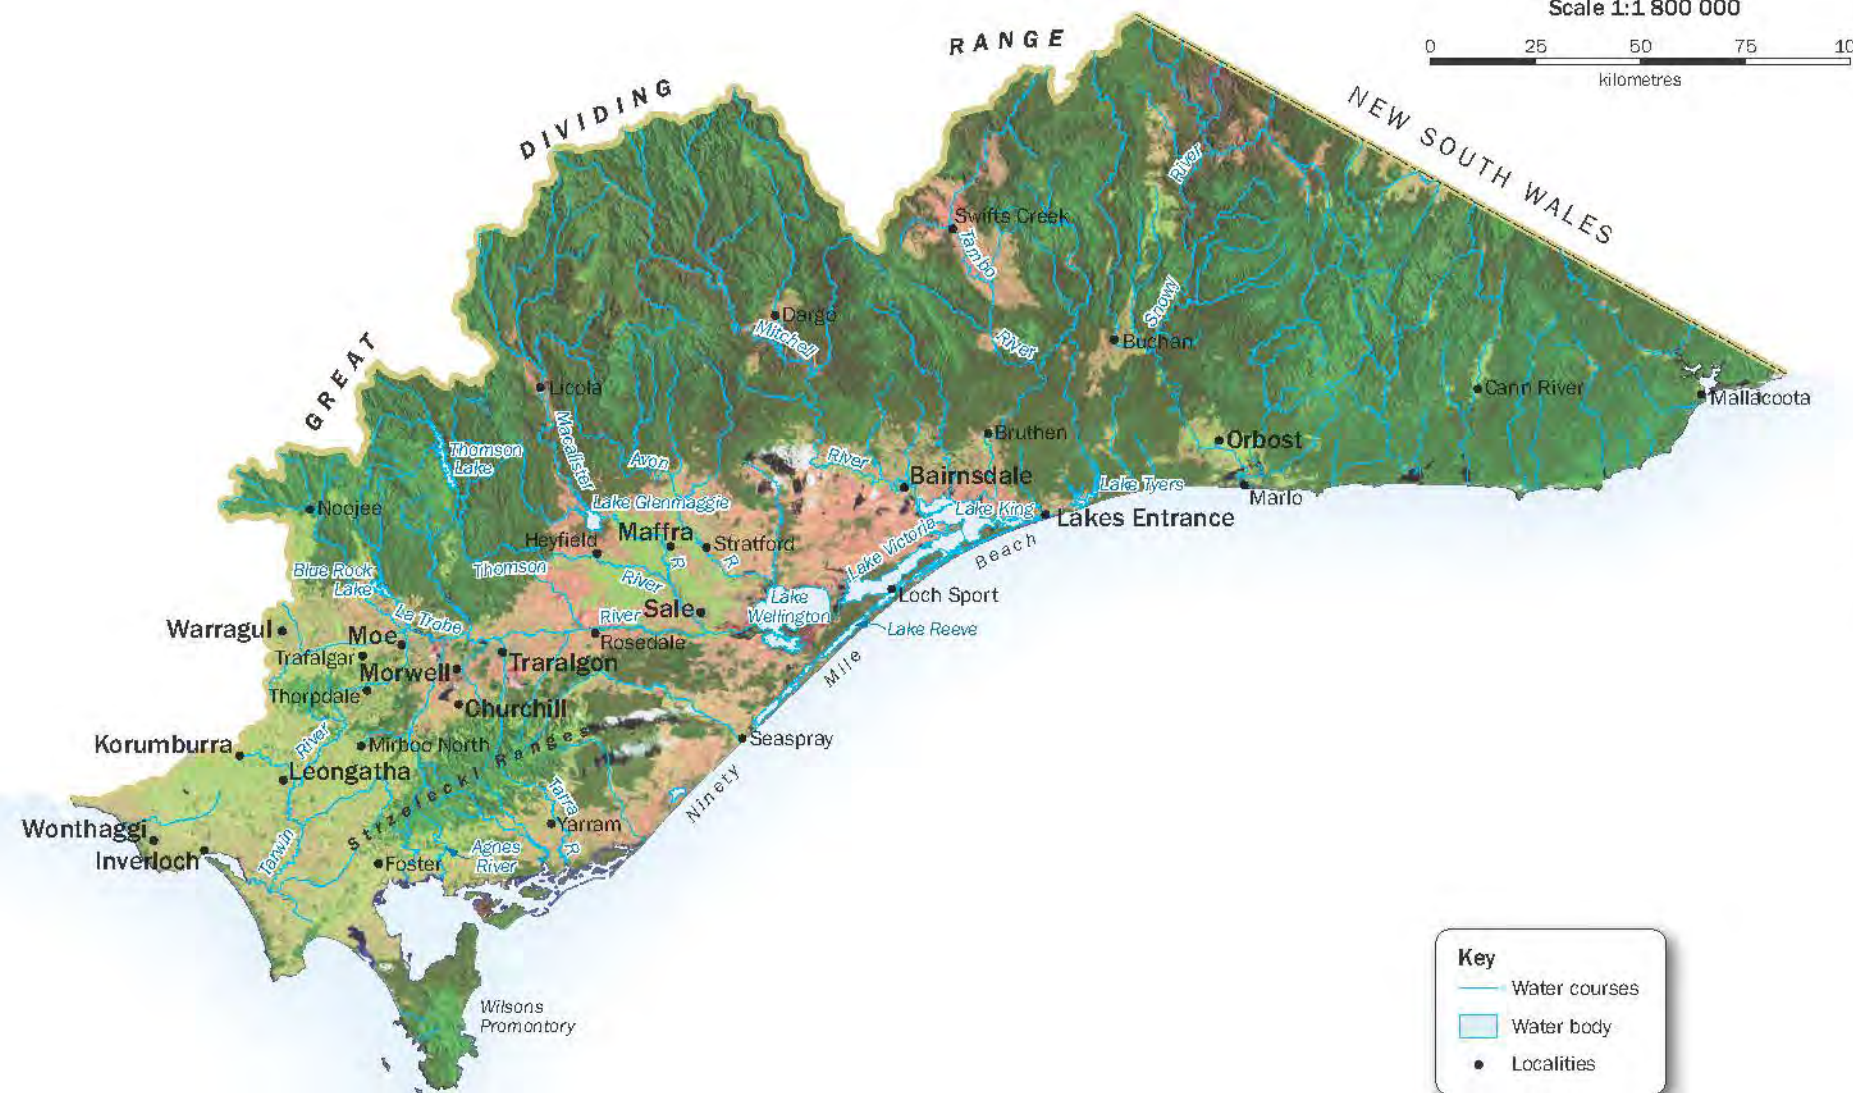 Scale 1:1 800 000
0 25 50 75
kilometres
GREAT DIVIDING RANGE
NEW SOUTH WALES
Swifts Creek
Tambo
River
River
Snowy
Dargo
Mitchell
Buchan
Licola
Cann River
Mallacoota
Macalister
Bruthen
Orbost
Thomson
Lake
Avon
River
Bairnsdale
Lake Tyers
Marlo
Lake Glenmaggie
Lake King
Lakes Entrance
Noojee
Heyfield
Maffra
Stratford
Lake Victoria
R
R
Blue Rock
Lake
Thomson
River
Lake
Wellington
Loch Sport
La Trobe
River
Sale
Lake Reeve
Warragul
Moe
Rosedale
Trafalgar
Morwell
Traralgon
Thorpdale
Churchill
Ninety Mile Beach
Korumburra
River
Mirboo North
Seaspray
Leongatha
Strzelecki Ranges
Tarra
R
Yarram
Wonthaggi
Inverloch
Tarwin
Foster
Agnes
River
Wilsons
Promontory
Key
Water courses
Water body
Localities